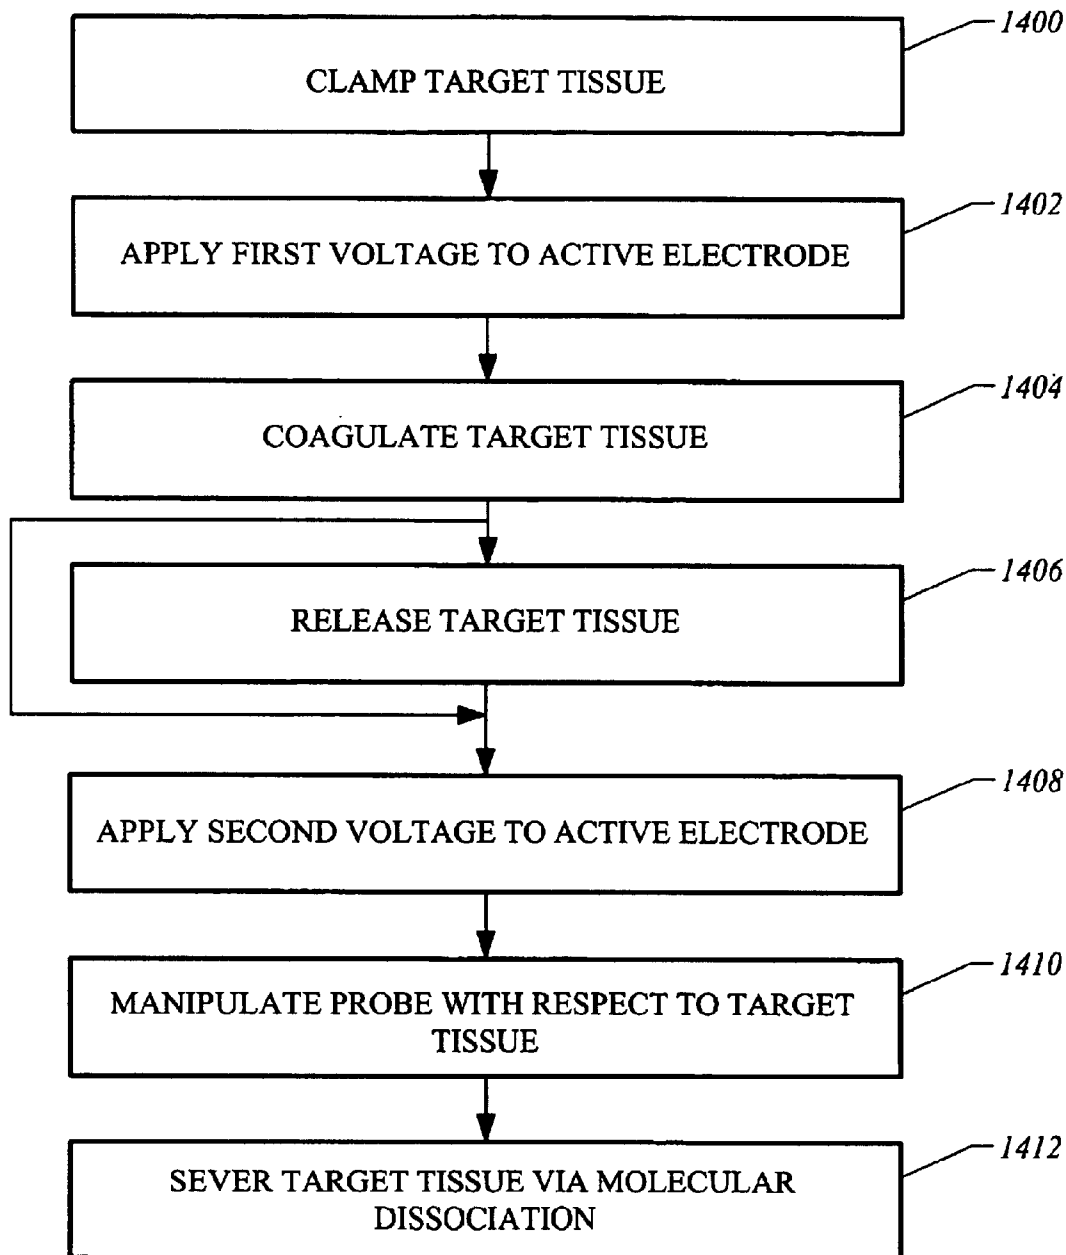 1400
CLAMP TARGET TISSUE
1402
APPLY FIRST VOLTAGE TO ACTIVE ELECTRODE
1404
COAGULATE TARGET TISSUE
1406
RELEASE TARGET TISSUE
1408
APPLY SECOND VOLTAGE TO ACTIVE ELECTRODE
1410
MANIPULATE PROBE WITH RESPECT TO TARGET
TISSUE
1412
SEVER TARGET TISSUE VIA MOLECULAR
DISSOCIATION